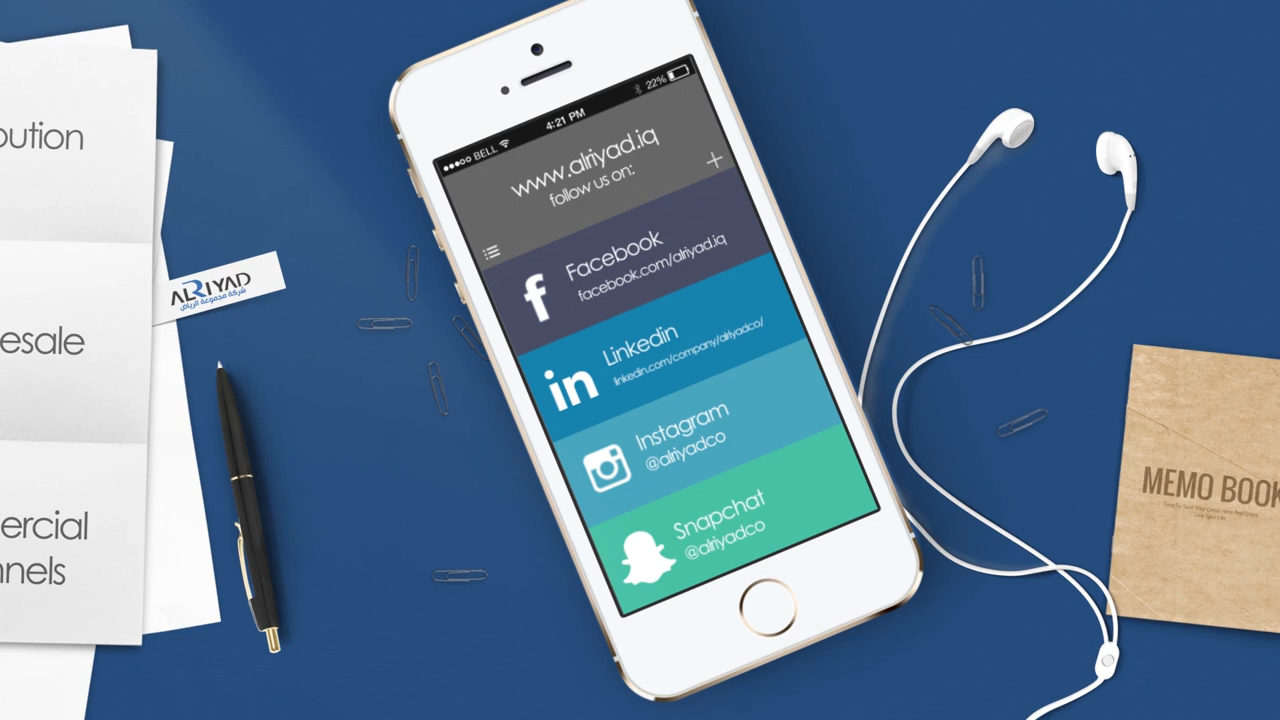 bution
esale
ercial
nnels
ALRIYAD
شركة مجموعة الرياض
BELL
4:21 PM
22%
www.alriyad.iq
follow us on:
Facebook
facebook.com/alriyad.iq
Linkedin
linkedin.com/company/alriyadco/
Instagram
@alriyadco
Snapchat
@alriyadco
MEMO BOOK